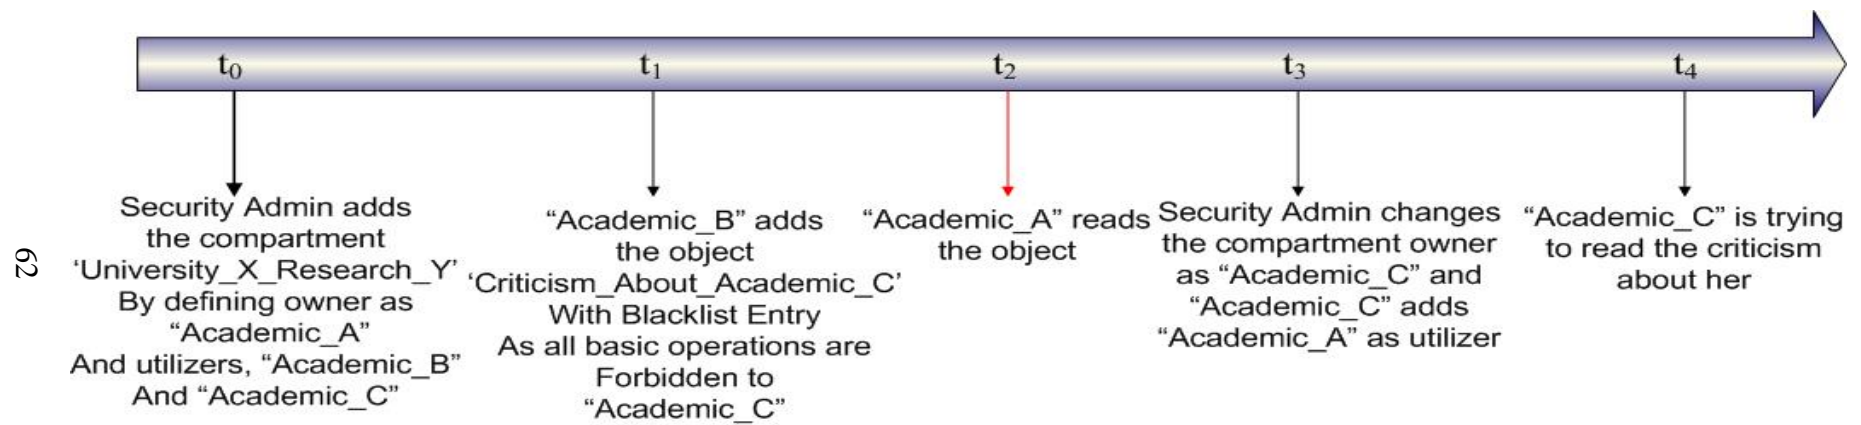 t0
t1
t2
t3
t4
Security Admin adds
the compartment
‘University_X_Research_Y’
By defining owner as
“Academic_A”
And utilizers, “Academic_B”
And “Academic_C”
“Academic_B” adds
the object
‘Criticism_About_Academic_C’
With Blacklist Entry
As all basic operations are
Forbidden to
“Academic_C”
“Academic_A” reads
the object
Security Admin changes
the compartment owner
as “Academic_C” and
“Academic_C” adds
“Academic_A” as utilizer
“Academic_C” is trying
to read the criticism
about her
62